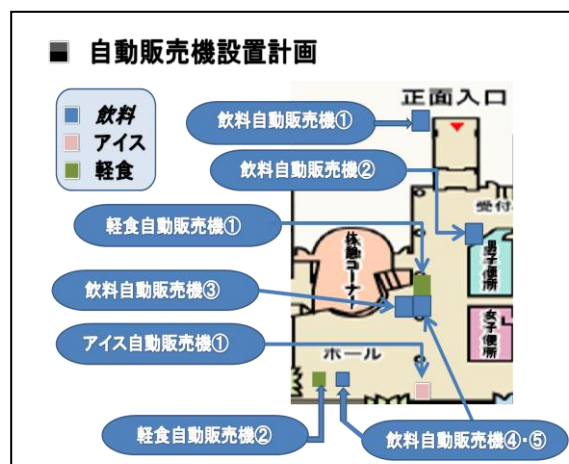 ■ 自動販売機設置計画
飲料
アイス
軽食
正面入口
飲料自動販売機①
飲料自動販売機②
受付
軽食自動販売機①
休憩コーナー
男子便所
飲料自動販売機③
女子便所
アイス自動販売機①
ホール
軽食自動販売機②
飲料自動販売機④・⑤